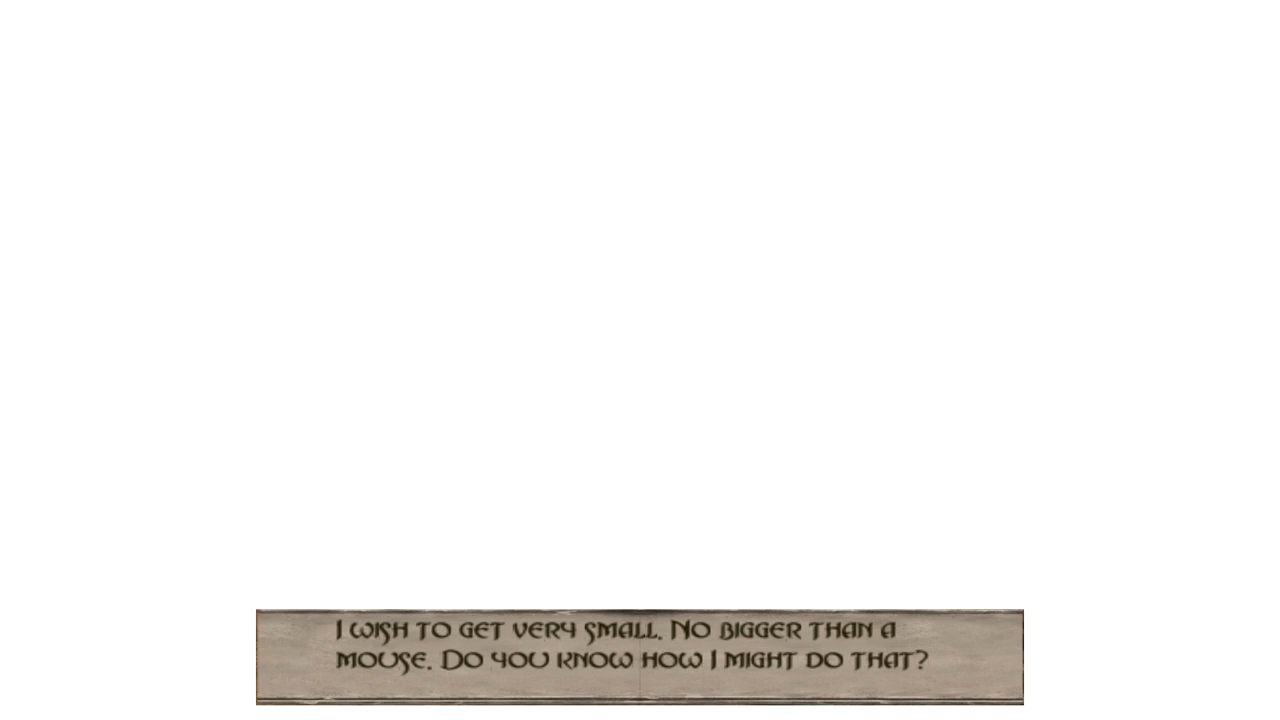 I wish to get very small. No bigger than a
mouse. Do you know how I might do that?